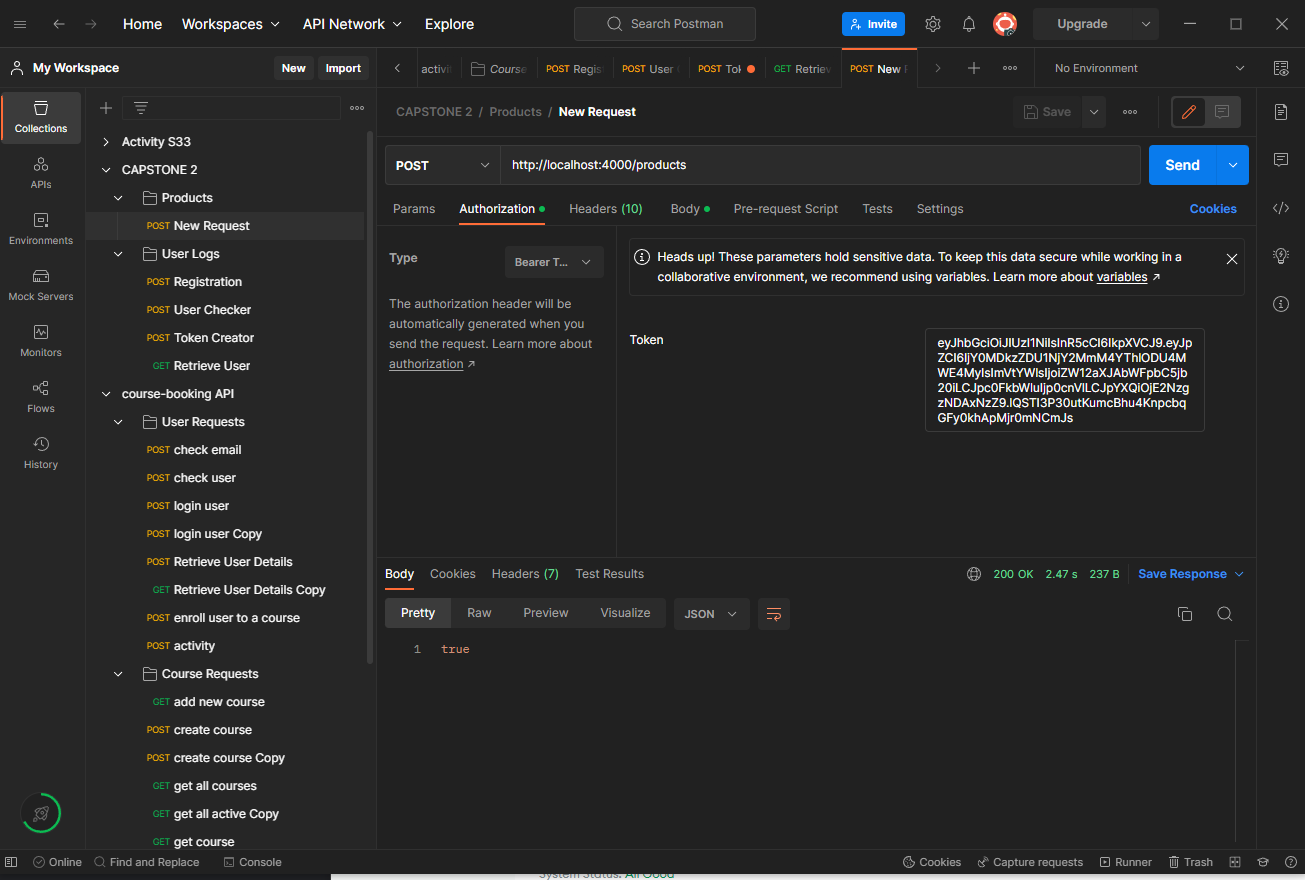 Home Workspaces API Network Explore Search Postman Invite Upgrade
My Workspace New Import
Course POST Regis POST User POST Tok GET Retriev POST New No Environment
Collections
APIs
Environments
Mock Servers
Monitors
Flows
History
Activity S33
CAPSTONE 2
Products
POST New Request
User Logs
POST Registration
POST User Checker
POST Token Creator
GET Retrieve User
course-booking API
User Requests
POST check email
POST check user
POST login user
POST login user Copy
POST Retrieve User Details
GET Retrieve User Details Copy
POST enroll user to a course
POST activity
Course Requests
GET add new course
POST create course
POST create course Copy
GET get all courses
GET get all active Copy
GET get course
CAPSTONE 2 / Products / New Request
Save
POST http://localhost:4000/products Send
Params Authorization Headers (10) Body Pre-request Script Tests Settings Cookies
Type Bearer T...
The authorization header will be
automatically generated when you
send the request. Learn more about
authorization ↗
Heads up! These parameters hold sensitive data. To keep this data secure while working in a
collaborative environment, we recommend using variables. Learn more about variables ↗
Token
Body Cookies Headers (7) Test Results 200 OK 2.47 s 237 B Save Response
Pretty Raw Preview Visualize JSON
1 true
Online Find and Replace Console Cookies Capture requests Runner Trash
System Status: All Good